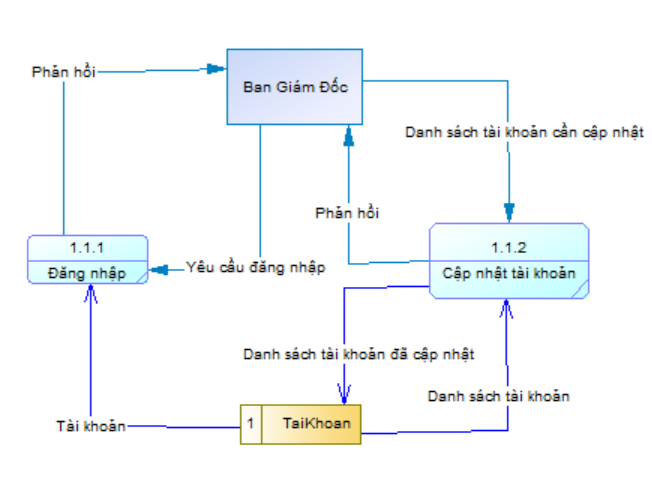 Phản hồi
Ban Giám Đốc
Danh sách tài khoản cần cập nhật
Phản hồi
1.1.1
Đăng nhập
Yêu cầu đăng nhập
1.1.2
Cập nhật tài khoản
Danh sách tài khoản đã cập nhật
Danh sách tài khoản
Tài khoản
1
TaiKhoan